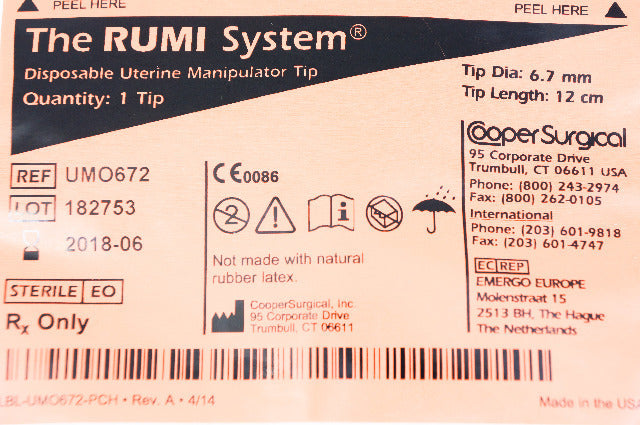 PEEL HERE
PEEL HERE
The RUMI System®
Disposable Uterine Manipulator Tip
Quantity: 1 Tip
Tip Dia: 6.7 mm
Tip Length: 12 cm
REF UMO672
LOT 182753
2018-06
STERILE EO
Rx Only
CE0086
2
i
Not made with natural
rubber latex.
CooperSurgical, Inc.
95 Corporate Drive
Trumbull, CT 06611
CooperSurgical
95 Corporate Drive
Trumbull, CT 06611 USA
Phone: (800) 243-2974
Fax: (800) 262-0105
International
Phone: (203) 601-9818
Fax: (203) 601-4747
EC REP
EMERGO EUROPE
Molenstraat 15
2513 BH, The Hague
The Netherlands
LBL-UMO672-PCH • Rev. A • 4/14
Made in the USA